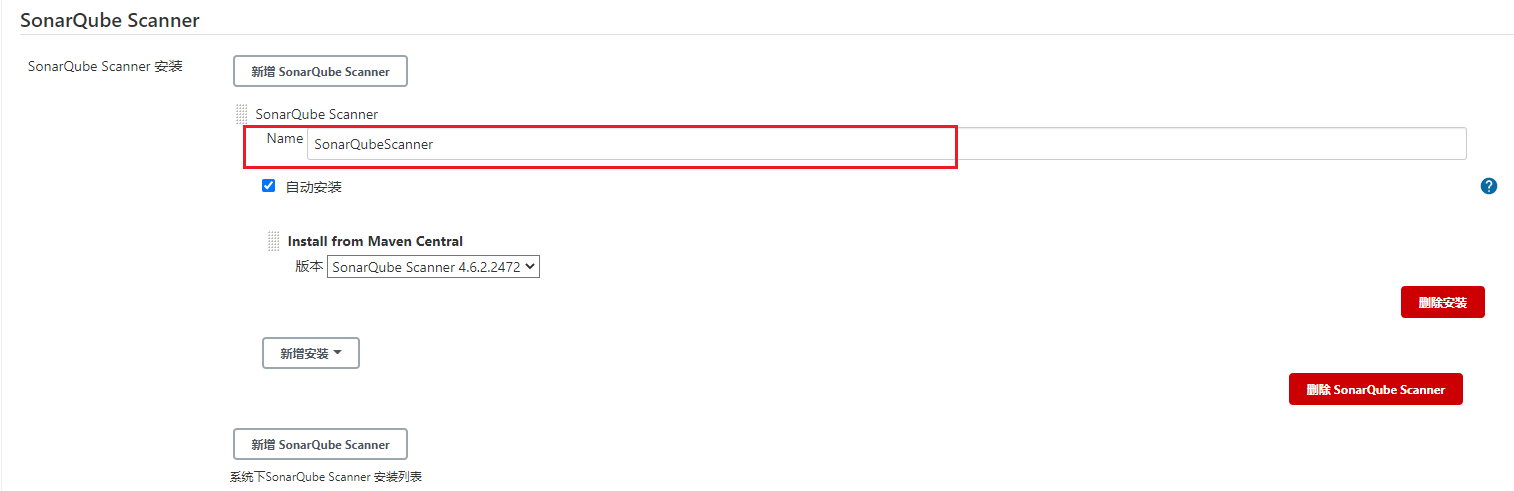 SonarQube Scanner
SonarQube Scanner 安装
新增 SonarQube Scanner
SonarQube Scanner
Name
SonarQubeScanner
自动安装
?
Install from Maven Central
版本
SonarQube Scanner 4.6.2.2472
删除安装
新增安装
删除 SonarQube Scanner
新增 SonarQube Scanner
系统下SonarQube Scanner 安装列表